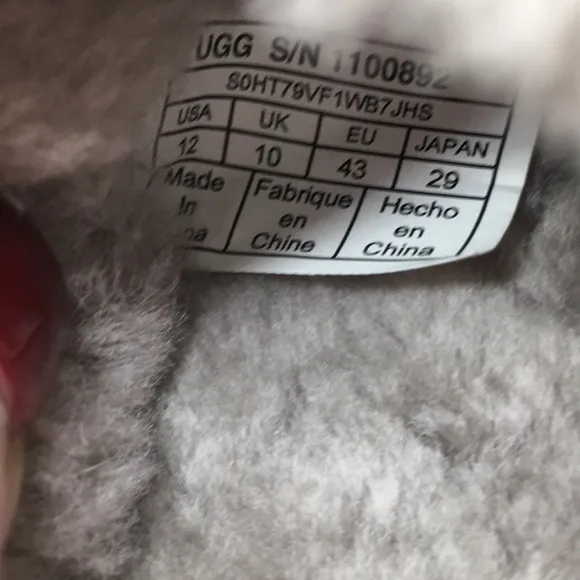 UGG S/N 1100892
S0HT79VF1WB7JHS
USA UK EU JAPAN
12 10 43 29
Made Fabrique Hecho
In en en
Chine China